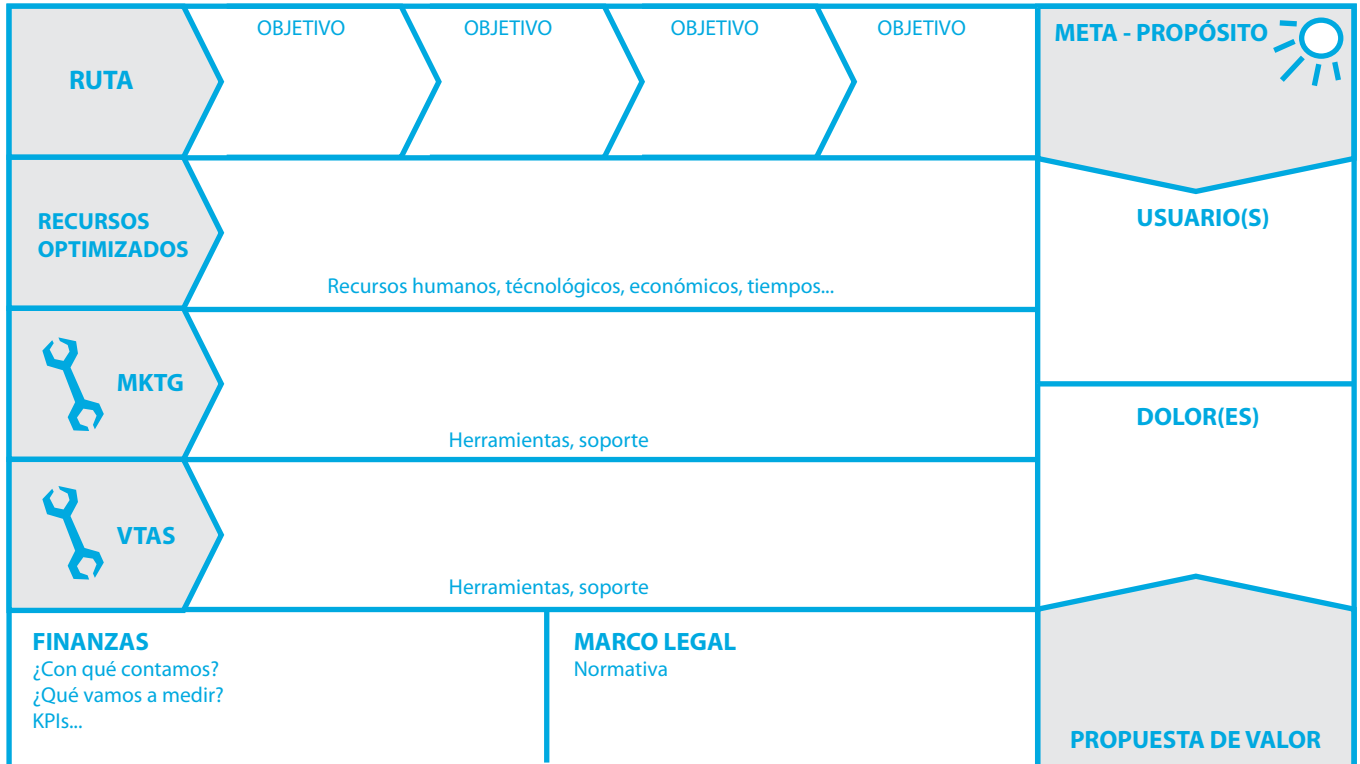 RUTA
OBJETIVO
OBJETIVO
OBJETIVO
OBJETIVO
META - PROPÓSITO
RECURSOS
OPTIMIZADOS
Recursos humanos, técnológicos, económicos, tiempos...
USUARIO(S)
MKTG
Herramientas, soporte
DOLOR(ES)
VTAS
Herramientas, soporte
FINANZAS
¿Con qué contamos?
¿Qué vamos a medir?
KPIs...
MARCO LEGAL
Normativa
PROPUESTA DE VALOR